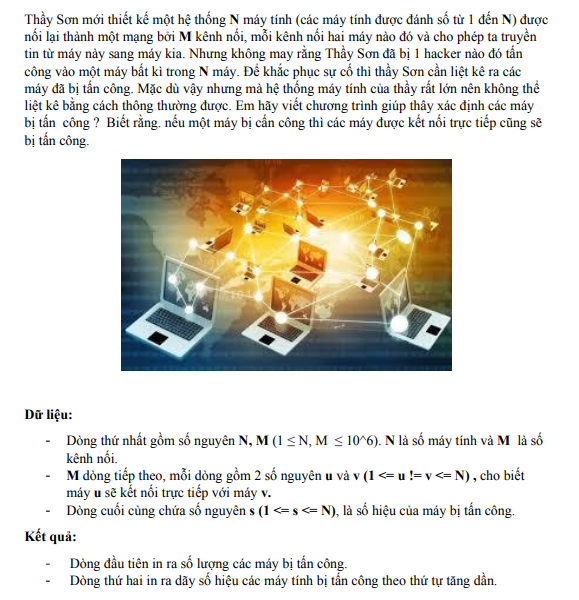 Thầy Sơn mới thiết kế một hệ thống N máy tính (các máy tính được đánh số từ 1 đến N) được
nối lại thành một mạng bởi M kênh nối, mỗi kênh nối hai máy nào đó và cho phép ta truyền
tin từ máy này sang máy kia. Nhưng không may rằng Thầy Sơn đã bị 1 hacker nào đó tấn
công vào một máy bất kì trong N máy. Để khắc phục sự cố thì thầy Sơn cần liệt kê ra các
máy đã bị tấn công. Mặc dù vậy nhưng mà hệ thống máy tính của thầy rất lớn nên không thể
liệt kê bằng cách thông thường được. Em hãy viết chương trình giúp thây xác định các máy
bị tấn công ? Biết rằng. nếu một máy bị cấn công thì các máy được kết nối trực tiếp cũng sẽ
bị tấn công.
Dữ liệu:
- Dòng thứ nhất gồm số nguyên N, M (1 ≤ N, M ≤ 10^6). N là số máy tính và M là số
kênh nối.
- M dòng tiếp theo, mỗi dòng gồm 2 số nguyên u và v (1 <= u != v <= N) , cho biết
máy u sẽ kết nối trực tiếp với máy v.
- Dòng cuối cùng chứa số nguyên s (1 <= s <= N), là số hiệu của máy bị tấn công.
Kết quả:
- Dòng đầu tiên in ra số lượng các máy bị tấn công.
- Dòng thứ hai in ra dãy số hiệu các máy tính bị tấn công theo thứ tự tăng dần.